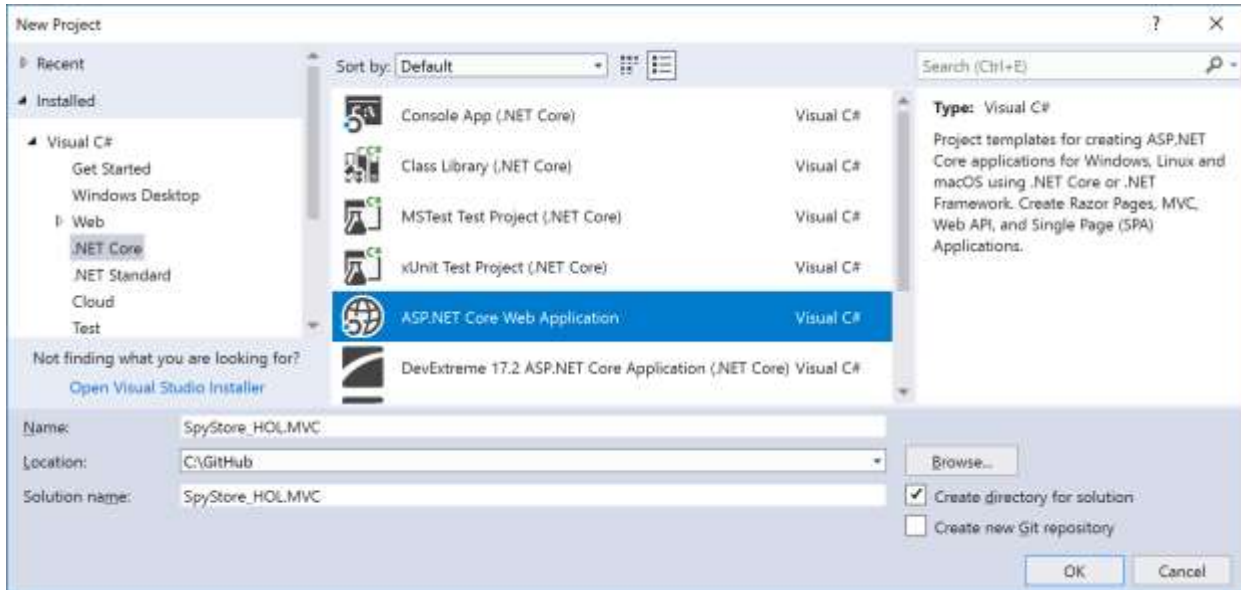 New Project
? ×
Recent
Installed
Visual C#
Get Started
Windows Desktop
Web
.NET Core
.NET Standard
Cloud
Test
Not finding what you are looking for?
Open Visual Studio Installer
Sort by: Default
Console App (.NET Core) Visual C#
Class Library (.NET Core) Visual C#
MSTest Test Project (.NET Core) Visual C#
xUnit Test Project (.NET Core) Visual C#
ASP.NET Core Web Application Visual C#
DevExtreme 17.2 ASP.NET Core Application (.NET Core) Visual C#
Search (Ctrl+E)
Type: Visual C#
Project templates for creating ASP.NET
Core applications for Windows, Linux and
macOS using .NET Core or .NET
Framework. Create Razor Pages, MVC,
Web API, and Single Page (SPA)
Applications.
Name: SpyStore_HOL.MVC
Location: C:\GitHub
Browse...
Solution name: SpyStore_HOL.MVC
Create directory for solution
Create new Git repository
OK Cancel